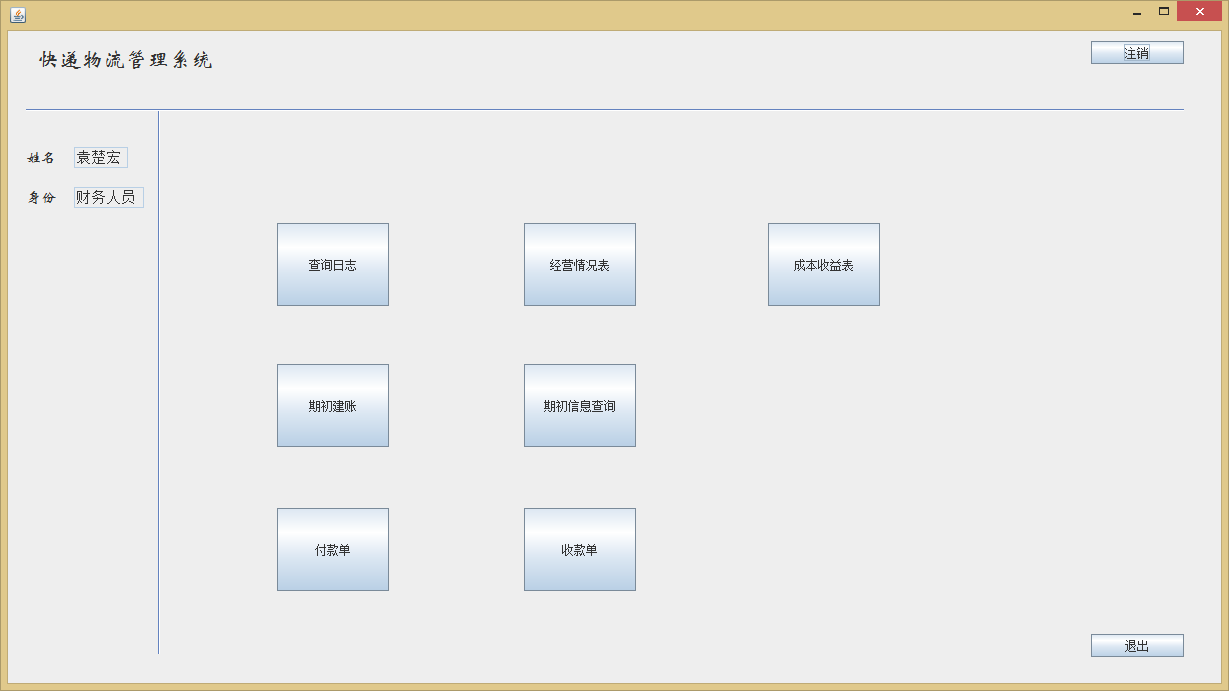 快递物流管理系统
注销
姓名 袁楚宏
身份 财务人员
查询日志 经营情况表 成本收益表
期初建账 期初信息查询
付款单 收款单
退出